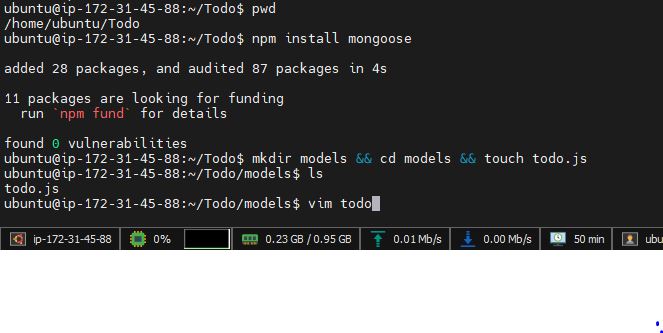 ubuntu@ip-172-31-45-88:~/Todo$ pwd
/home/ubuntu/Todo
ubuntu@ip-172-31-45-88:~/Todo$ npm install mongoose
added 28 packages, and audited 87 packages in 4s
11 packages are looking for funding
  run `npm fund` for details
found 0 vulnerabilities
ubuntu@ip-172-31-45-88:~/Todo$ mkdir models && cd models && touch todo.js
ubuntu@ip-172-31-45-88:~/Todo/models$ ls
todo.js
ubuntu@ip-172-31-45-88:~/Todo/models$ vim todo
ip-172-31-45-88 0% 0.23 GB / 0.95 GB 0.01 Mb/s 0.00 Mb/s 50 min ubu